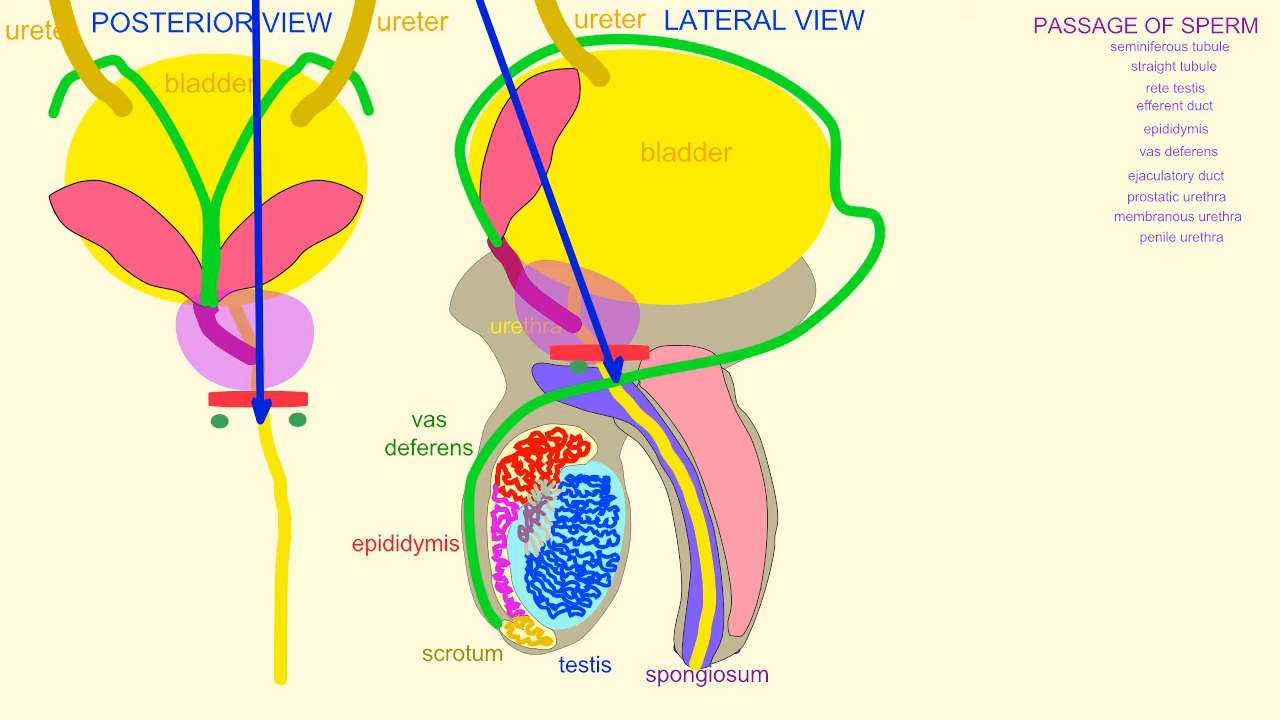 POSTERIOR VIEW
ureter
ureter
bladder
ureter
LATERAL VIEW
bladder
urethra
vas
deferens
epididymis
scrotum
testis
spongiosum
PASSAGE OF SPERM
seminiferous tubule
straight tubule
rete testis
efferent duct
epididymis
vas deferens
ejaculatory duct
prostatic urethra
membranous urethra
penile urethra